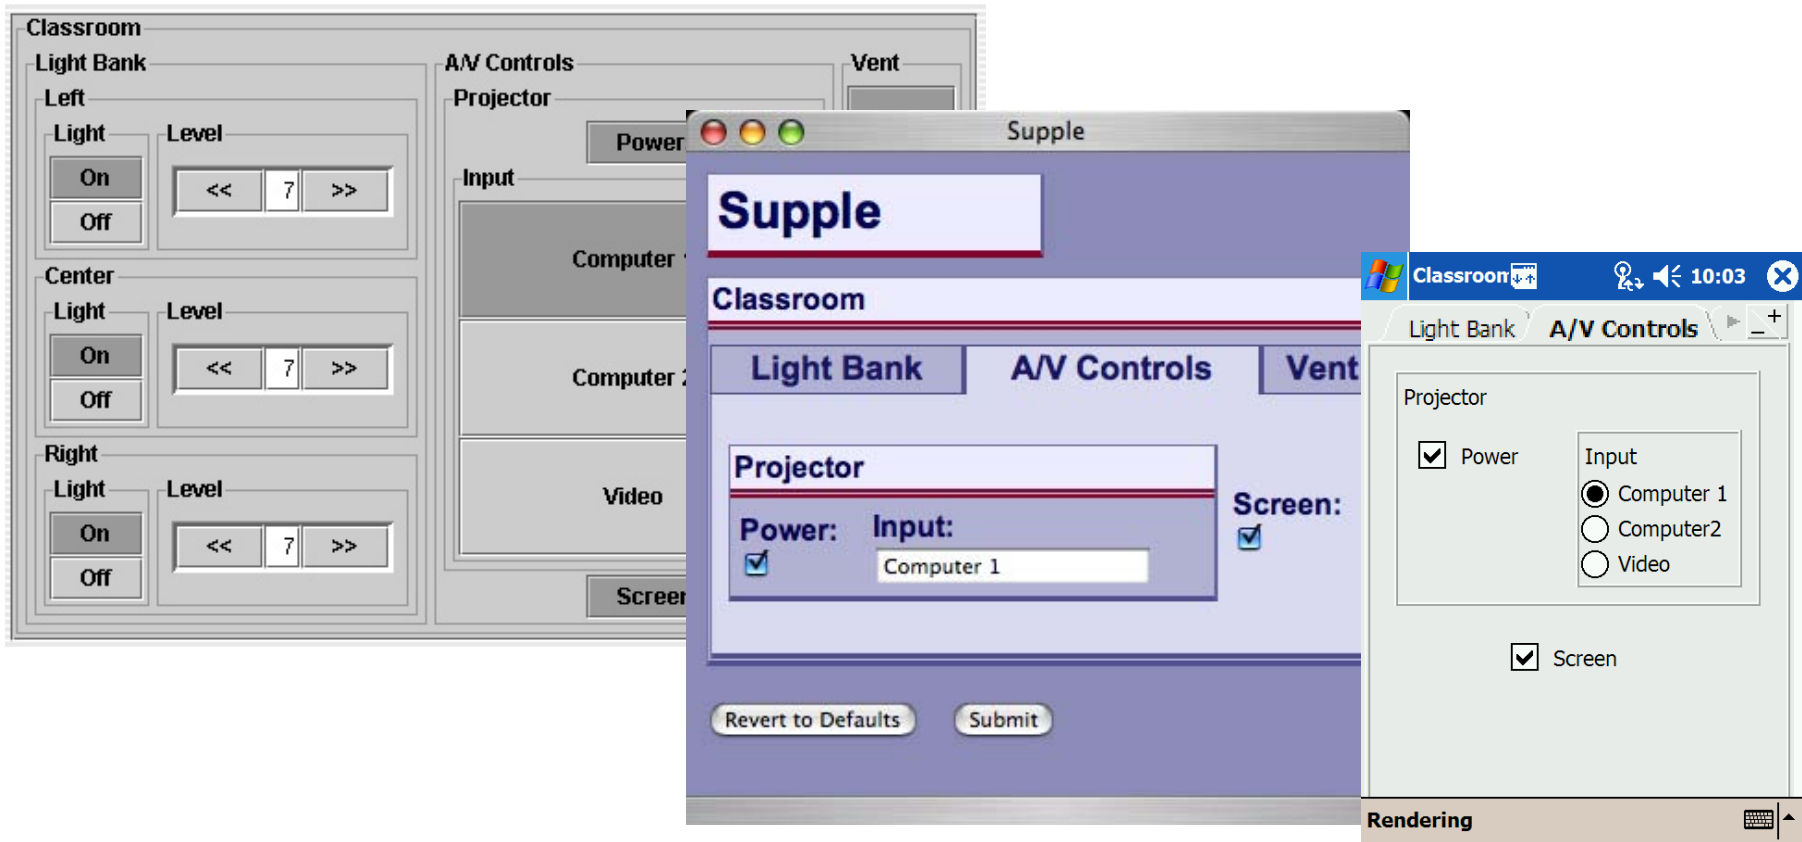 Classroom
Light Bank
Left
Light
Level
On
Off
<< 7 >>
Center
Light
Level
On
Off
<< 7 >>
Right
Light
Level
On
Off
<< 7 >>
A/V Controls
Projector
Power
Input
Computer
Computer 2
Video
Screen
Vent
Supple
Supple
Classroom
Light Bank
A/V Controls
Vent
Projector
Power:
Input:
Computer 1
Screen:
Revert to Defaults
Submit
Classroom
10:03
Light Bank
A/V Controls
Projector
Power
Input
Computer 1
Computer2
Video
Screen
Rendering